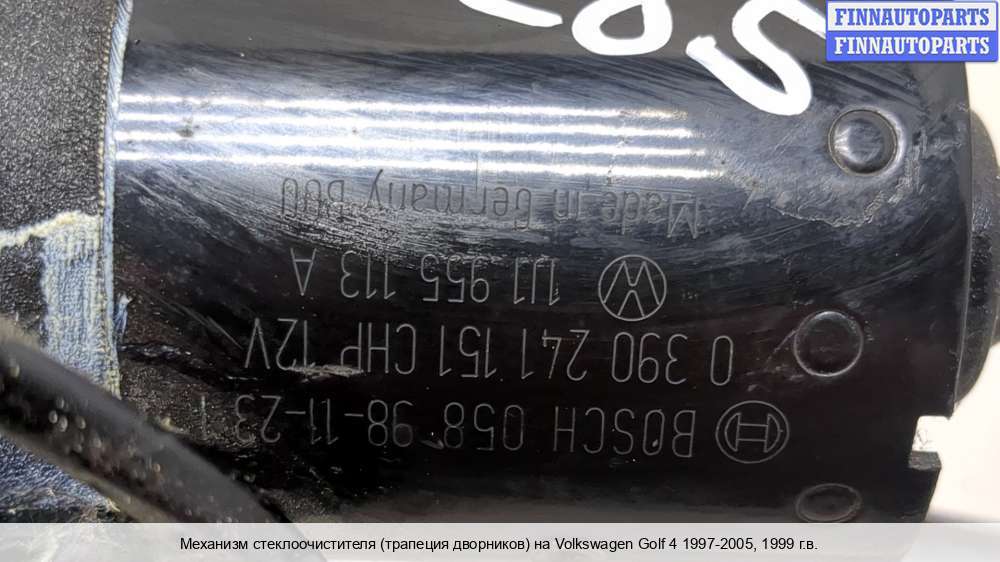 FINNAUTOPARTS
FINNAUTOPARTS
BOSCH 058 98-11-23
0 390 241 151 CHP 12V
1J1 955 113 A
Made in Germany
Механизм стеклоочистителя (трапеция дворников) на Volkswagen Golf 4 1997-2005, 1999 г.в.